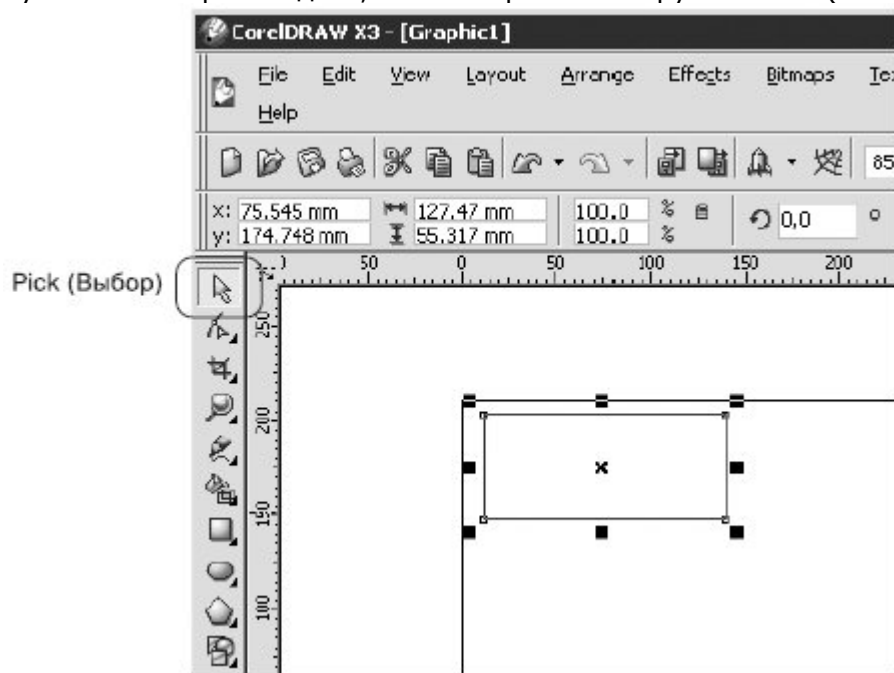 CorelDRAW X3 - [Graphic1]
File Edit View Layout Arrange Effects Bitmaps
Help
x: 75.545 mm 127.47 mm 100.0 % 0,0 °
y: 174.748 mm 55.317 mm 100.0 %
50 0 50 100 150 200
Pick (Выбор)
250
200
150
100